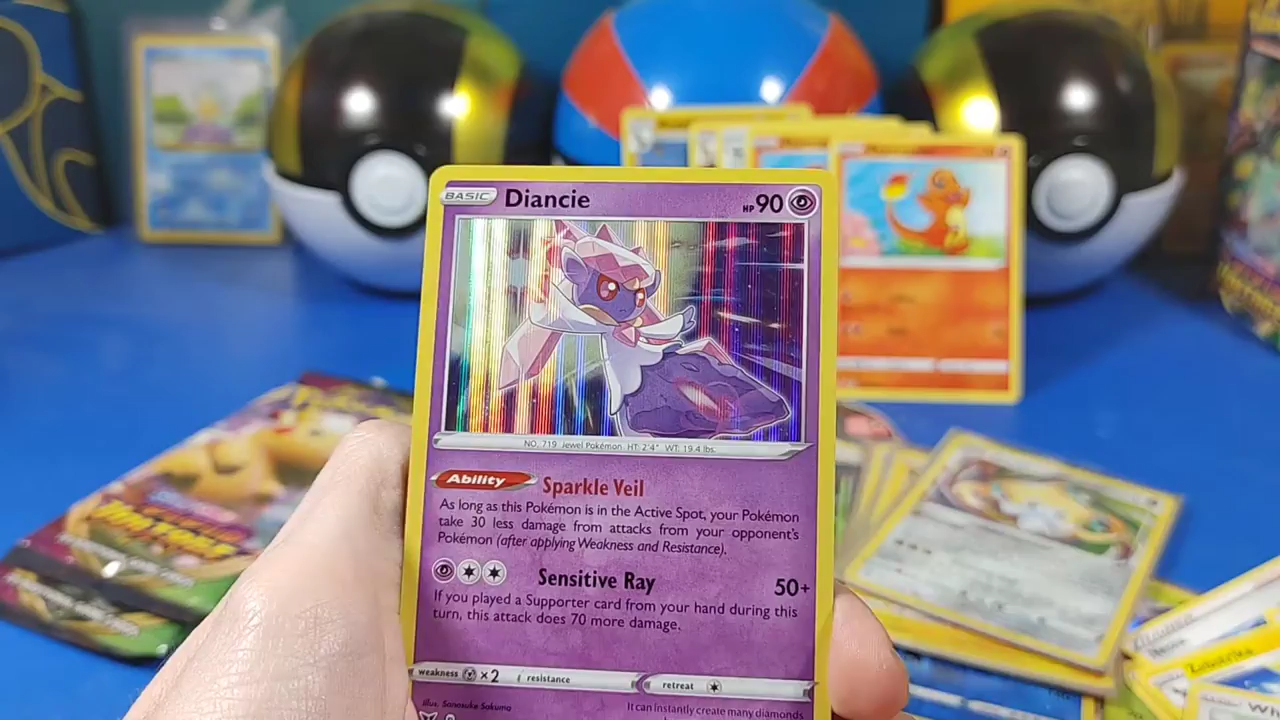 BASIC Diancie HP 90
NO. 719 Jewel Pokémon HT: 2'4" WT: 19.4 lbs.
Ability Sparkle Veil
As long as this Pokémon is in the Active Spot, your Pokémon
take 30 less damage from attacks from your opponent's
Pokémon (after applying Weakness and Resistance).
Sensitive Ray 50+
If you played a Supporter card from your hand during this
turn, this attack does 70 more damage.
weakness ×2 resistance retreat
It can instantly create many diamonds